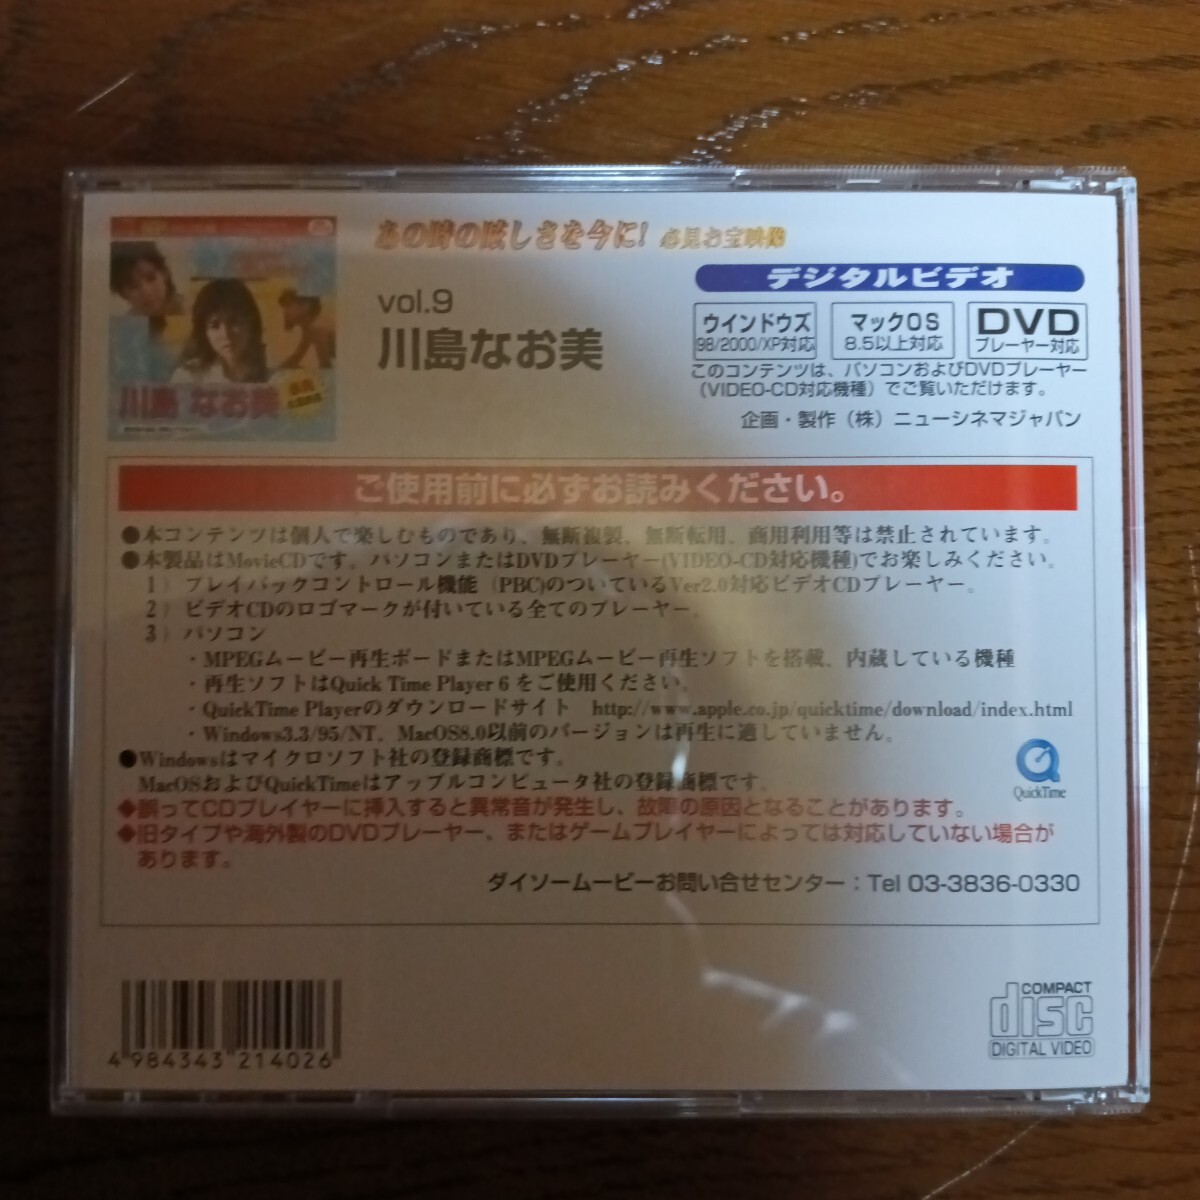 あの時の眩しさを今に！ 必見お宝映像
vol.9
川島なお美
デジタルビデオ
ウインドウズ
98/2000/XP対応
マックOS
8.5以上対応
DVD
プレーヤー対応
このコンテンツは、パソコンおよびDVDプレーヤー
（VIDEO-CD対応機種）でご覧いただけます。
企画・製作（株）ニューシネマジャパン
川島 なお美
ご使用前に必ずお読みください。
●本コンテンツは個人で楽しむものであり、無断複製、無断転用、商用利用等は禁止されています。
●本製品はMovieCDです。パソコンまたはDVDプレーヤー(VIDEO-CD対応機種)でお楽しみください。
1）プレイバックコントロール機能（PBC)のついているVer2.0対応ビデオCDプレーヤー。
2）ビデオCDのロゴマークが付いている全てのプレーヤー。
3）パソコン
・MPEGムービー再生ボードまたはMPEGムービー再生ソフトを搭載、内蔵している機種
・再生ソフトはQuick Time Player 6 をご使用ください。
・QuickTime Playerのダウンロードサイト http://www.apple.co.jp/quicktime/download/index.html
・Windows3.3/95/NT、MacOS8.0以前のバージョンは再生に適していません。
●Windowsはマイクロソフト社の登録商標です。
MacOSおよびQuickTimeはアップルコンピュータ社の登録商標です。
QuickTime
◆誤ってCDプレイヤーに挿入すると異常音が発生し、故障の原因となることがあります。
◆旧タイプや海外製のDVDプレーヤー、またはゲームプレイヤーによっては対応していない場合が
あります。
ダイソームービーお問い合せセンター：Tel 03-3836-0330
4 984343 214026
COMPACT
disc
DIGITAL VIDEO